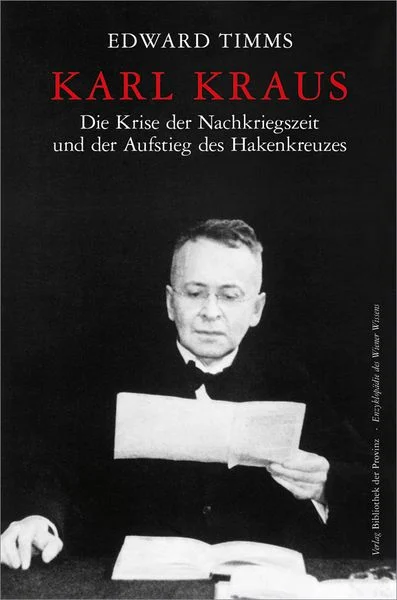 EDWARD TIMMS
KARL KRAUS
Die Krise der Nachkriegszeit
und der Aufstieg des Hakenkreuzes
Verlag Bibliothek der Provinz · Enzyklopädie des Wiener Wissens